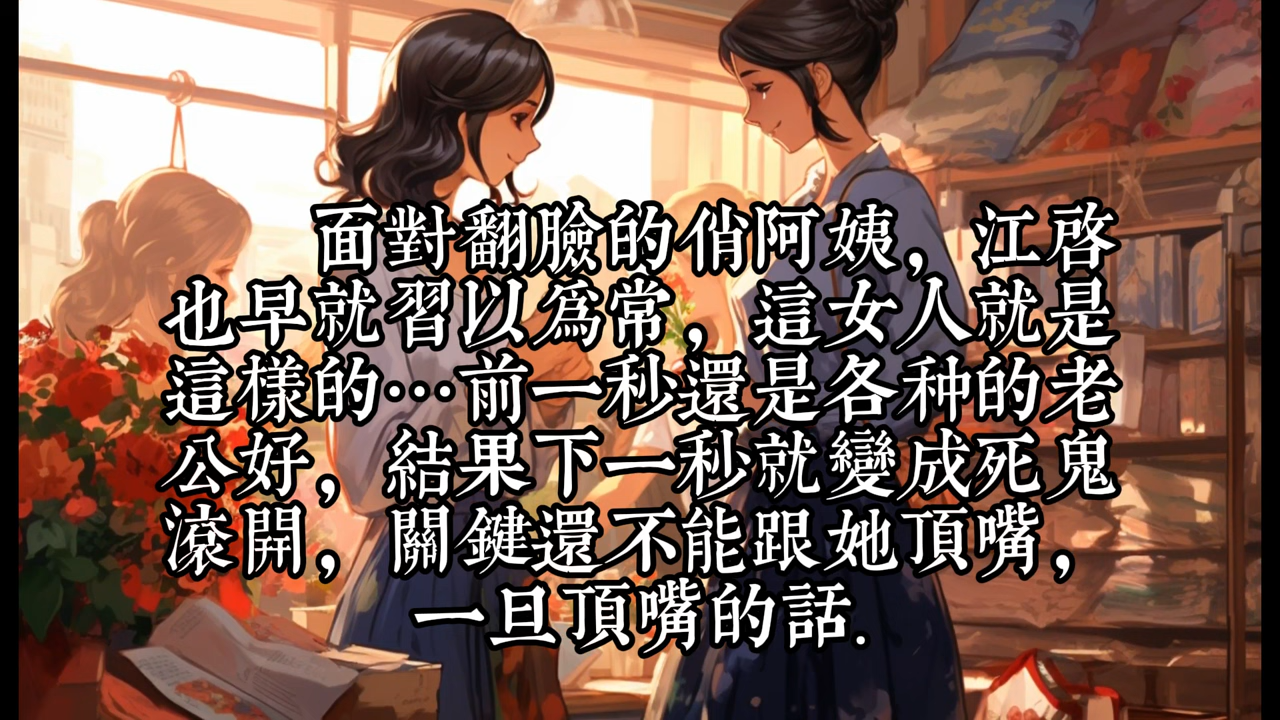 面對翻臉的俏阿姨，江啓
也早就習以爲常，這女人就是
這樣的…前一秒還是各种的老
公好，結果下一秒就變成死鬼
滾開，關鍵還不能跟她頂嘴，
一旦頂嘴的話.